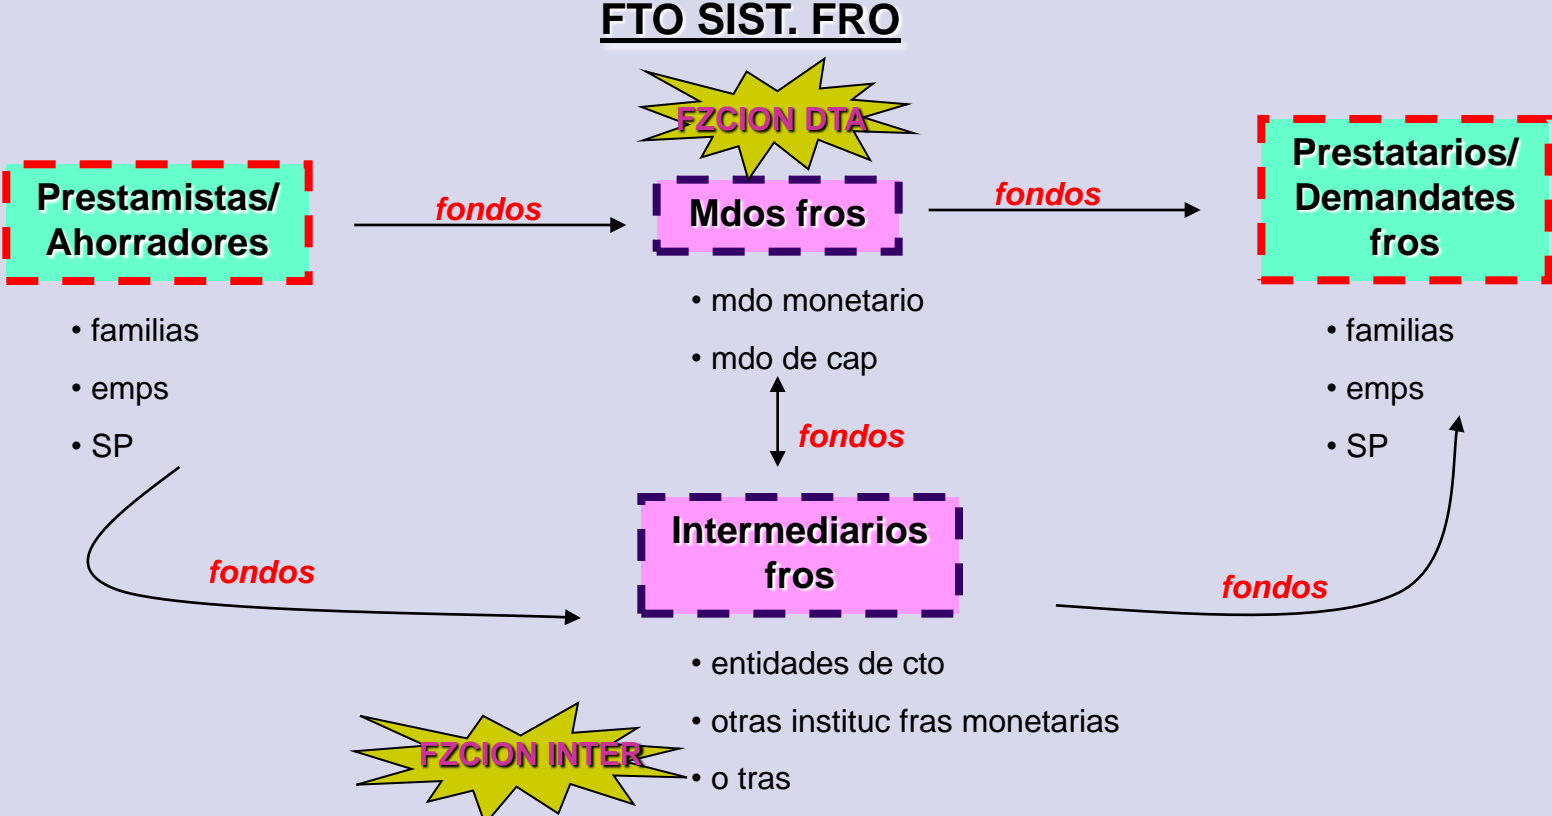 FTO SIST. FRO
FZCION DTA
Prestamistas/
Ahorradores
fondos
Mdos fros
fondos
Prestatarios/
Demandates
fros
• familias
• emps
• SP
• mdo monetario
• mdo de cap
• familias
• emps
• SP
fondos
Intermediarios
fros
fondos
fondos
• entidades de cto
• otras instituc fras monetarias
• o tras
FZCION INTER